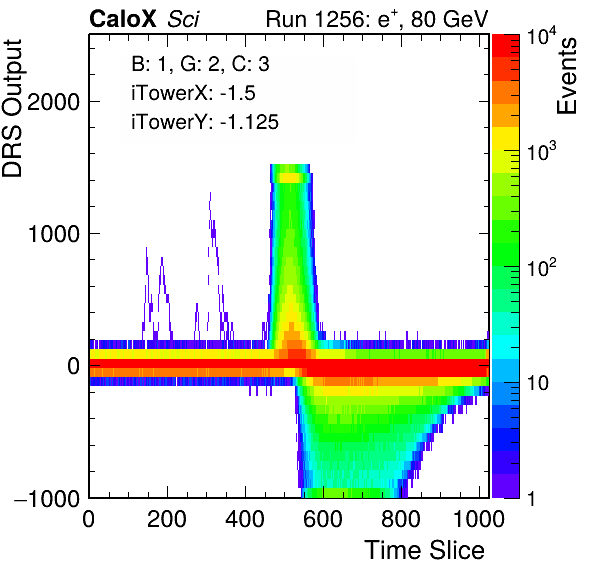 CaloX Sci Run 1256: e⁺, 80 GeV
B: 1, G: 2, C: 3
iTowerX: -1.5
iTowerY: -1.125
DRS Output
2000
1000
0
−1000
0 200 400 600 800 1000
Time Slice
Events
10⁴
10³
10²
10
1